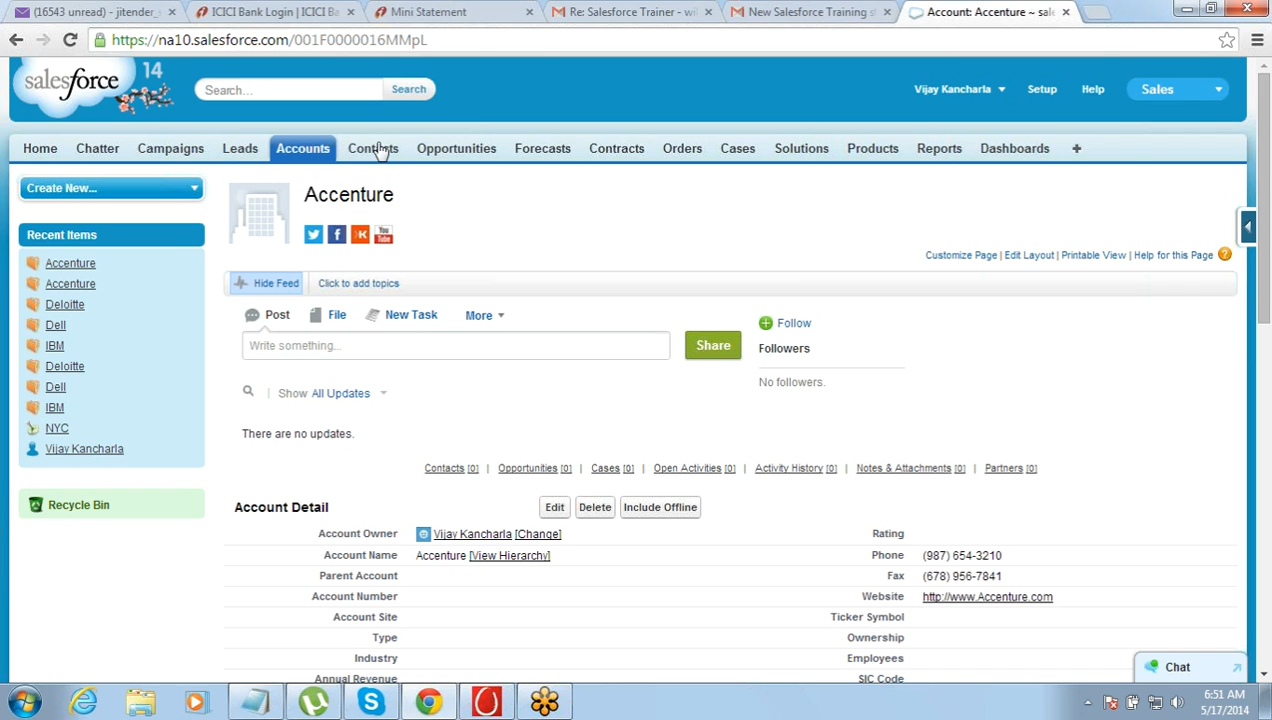 (16543 unread) - jitender_
ICICI Bank Login | ICICI B
Mini Statement
Re: Salesforce Trainer - wi
New Salesforce Training st
Account: Accenture ~ sal
https://na10.salesforce.com/001F0000016MMpL
salesforce 14
Search...
Search
Vijay Kancharla
Setup
Help
Sales
Home Chatter Campaigns Leads Accounts Contacts Opportunities Forecasts Contracts Orders Cases Solutions Products Reports Dashboards +
Create New...
Accenture
Recent Items
Accenture
Accenture
Deloitte
Dell
IBM
Deloitte
Dell
IBM
NYC
Vijay Kancharla
Recycle Bin
Customize Page | Edit Layout | Printable View | Help for this Page ?
Hide Feed
Click to add topics
Post File New Task More
Write something...
Share
Follow
Followers
No followers.
Show All Updates
There are no updates.
Contacts [0] | Opportunities [0] | Cases [0] | Open Activities [0] | Activity History [0] | Notes & Attachments [0] | Partners [0]
Account Detail
Edit Delete Include Offline
Account Owner Vijay Kancharla [Change]
Rating
Account Name Accenture [View Hierarchy]
Phone (987) 654-3210
Parent Account
Fax (678) 956-7841
Account Number
Website http://www.Accenture.com
Account Site
Ticker Symbol
Type
Ownership
Industry
Employees
Annual Revenue
SIC Code
Chat
6:51 AM
5/17/2014